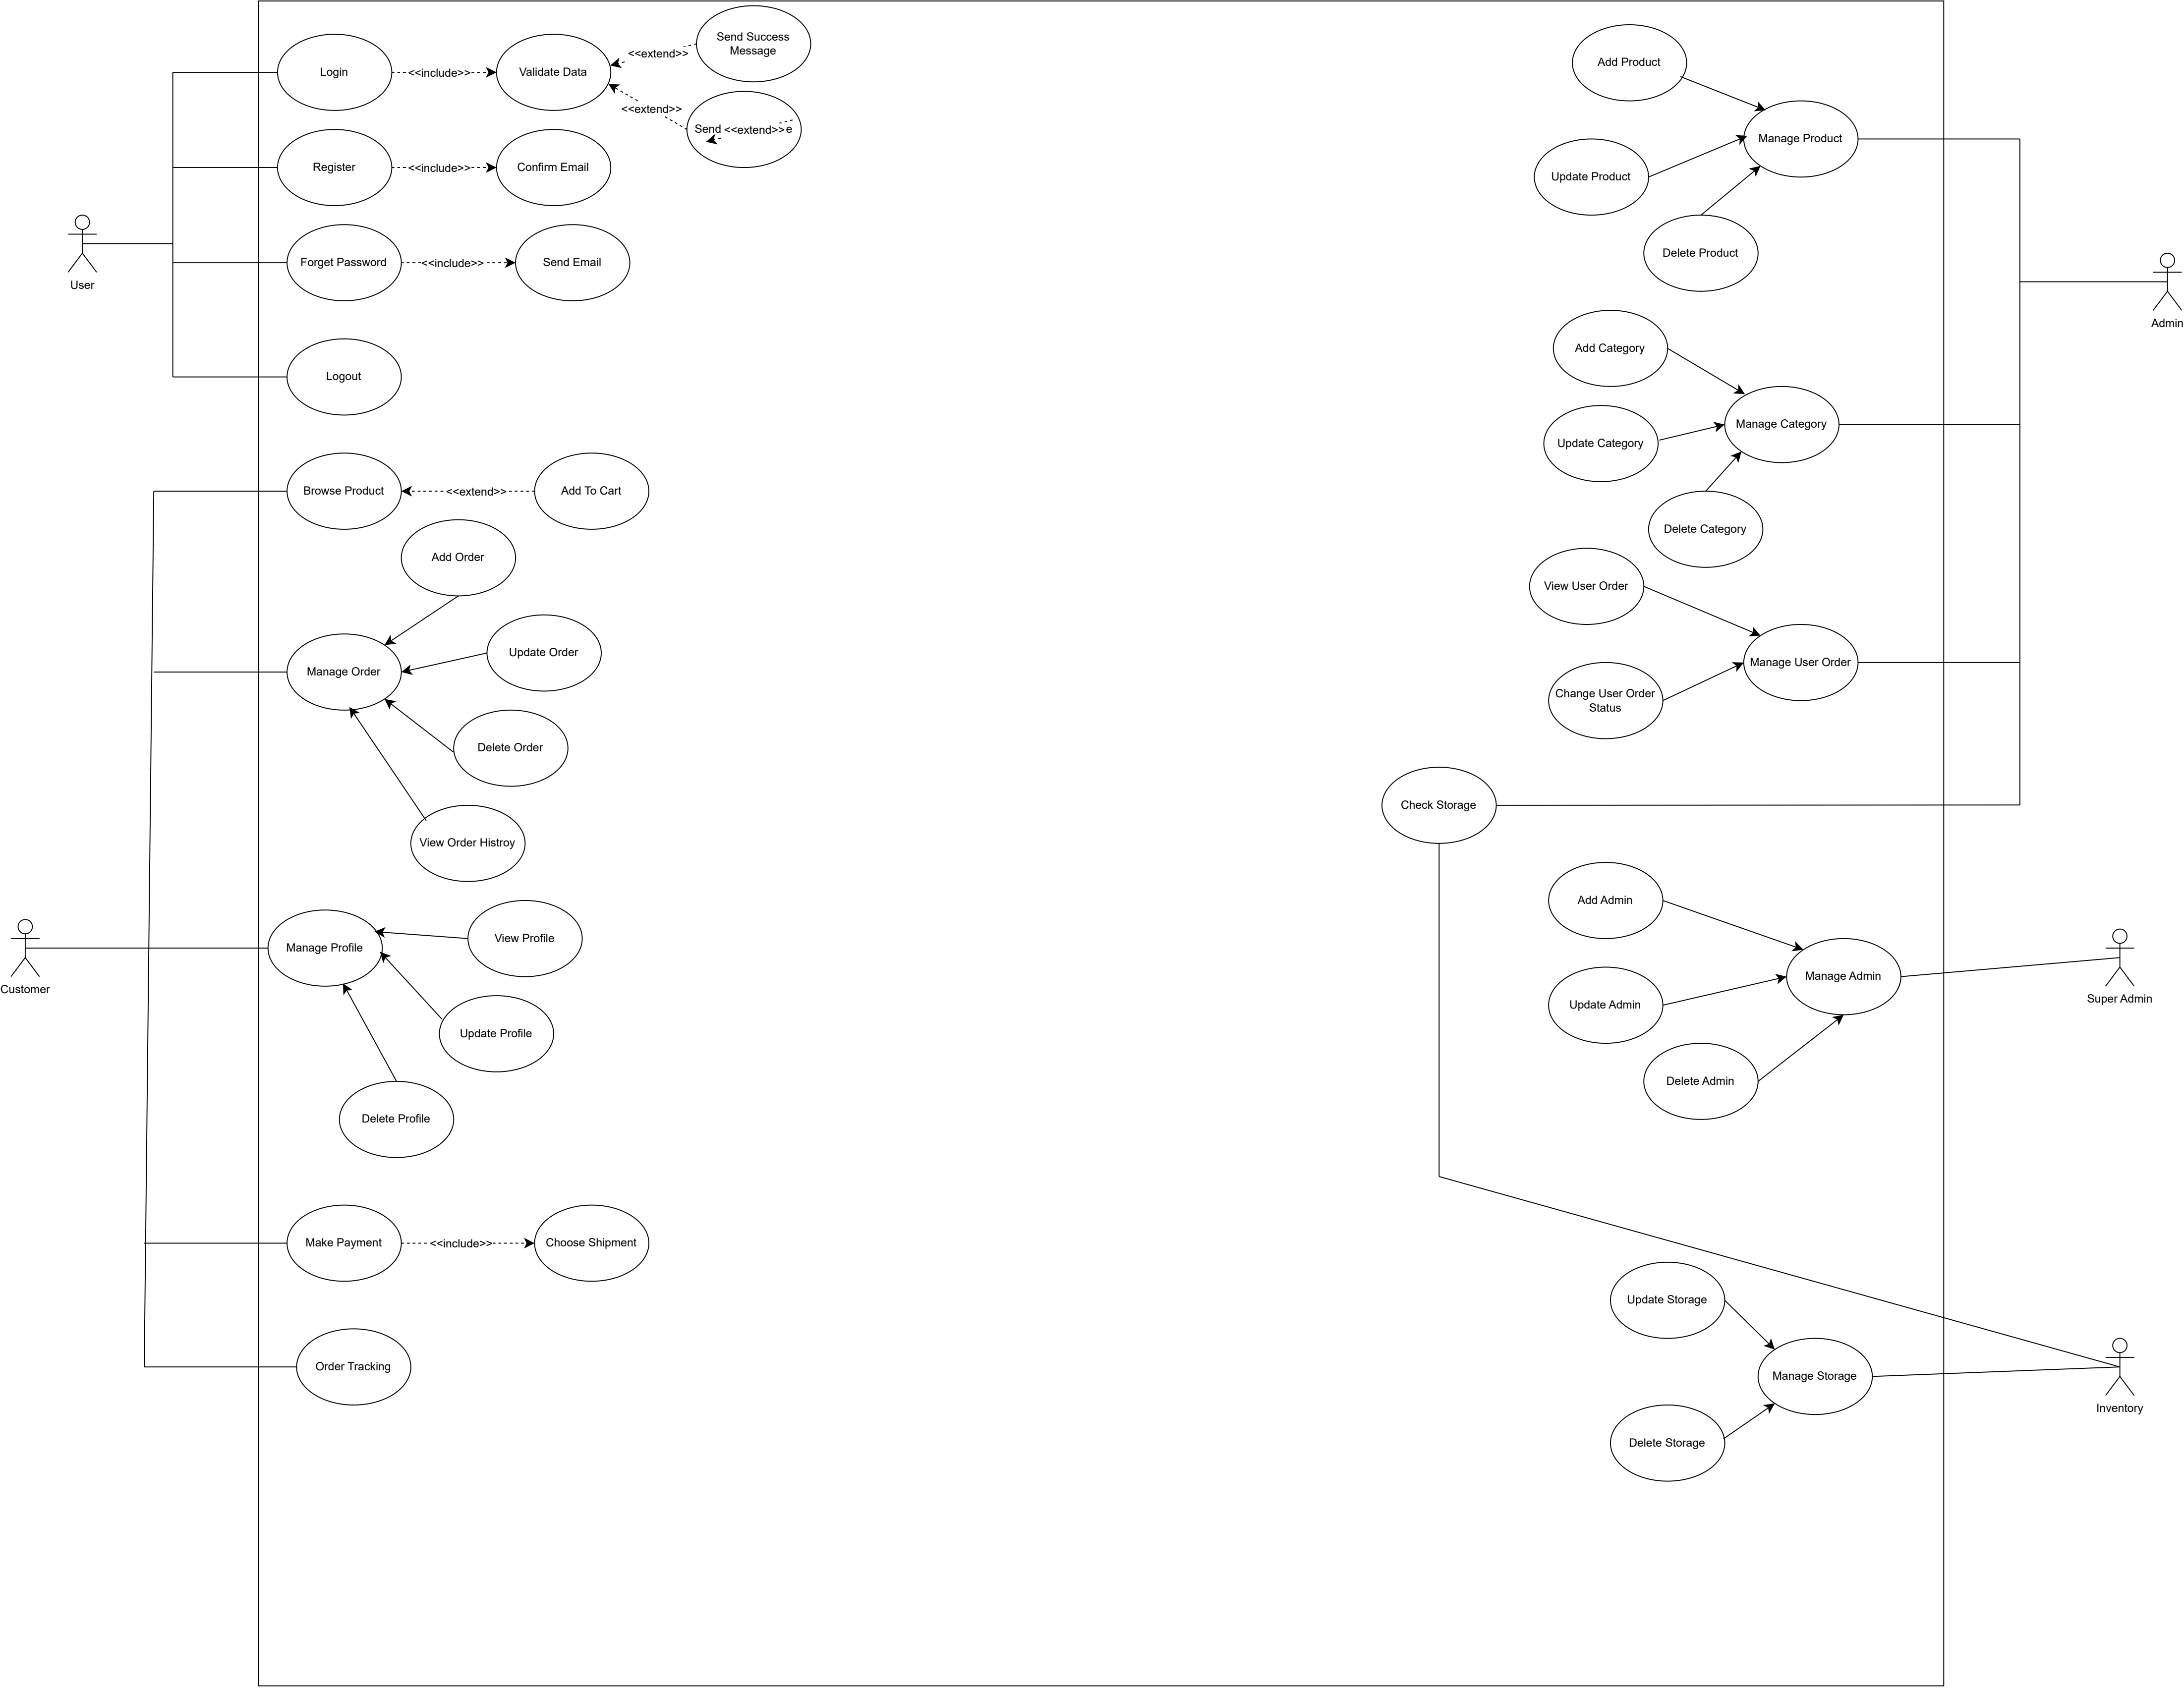 Login
<<include>>
Validate Data
<<extend>>
Send Success
Message
<<extend>>
Send
<<extend>>
e
Register
<<include>>
Confirm Email
Forget Password
<<include>>
Send Email
User
Logout
Browse Product
<<extend>>
Add To Cart
Add Order
Manage Order
Update Order
Delete Order
View Order Histroy
Manage Profile
View Profile
Update Profile
Delete Profile
Customer
Make Payment
<<include>>
Choose Shipment
Order Tracking
Add Product
Manage Product
Update Product
Delete Product
Admin
Add Category
Manage Category
Update Category
Delete Category
View User Order
Manage User Order
Change User Order
Status
Check Storage
Add Admin
Manage Admin
Update Admin
Delete Admin
Super Admin
Update Storage
Manage Storage
Delete Storage
Inventory